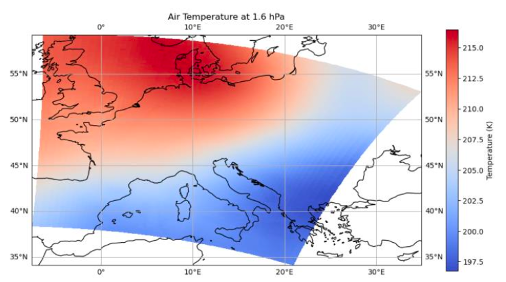 Air Temperature at 1.6 hPa
0° 10°E 20°E 30°E
55°N 55°N
50°N 50°N
45°N 45°N
40°N 40°N
35°N 35°N
0° 10°E 20°E 30°E
215.0
212.5
210.0
207.5
205.0
202.5
200.0
197.5
Temperature (K)